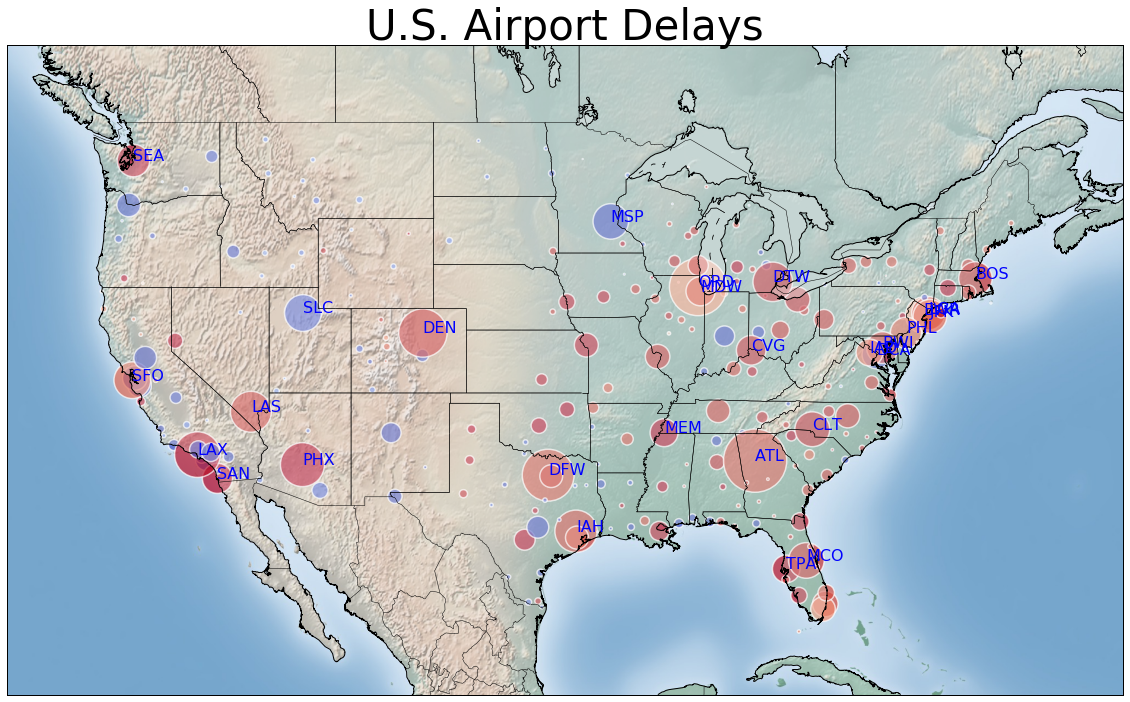 U.S. Airport Delays
SEA
MSP
ORD
MDW
DTW
BOS
SLC
DEN
PHL
CVG
IAD
BWI
DCA
SFO
LAS
MEM
CLT
LAX
SAN
PHX
DFW
ATL
IAH
MCO
TPA